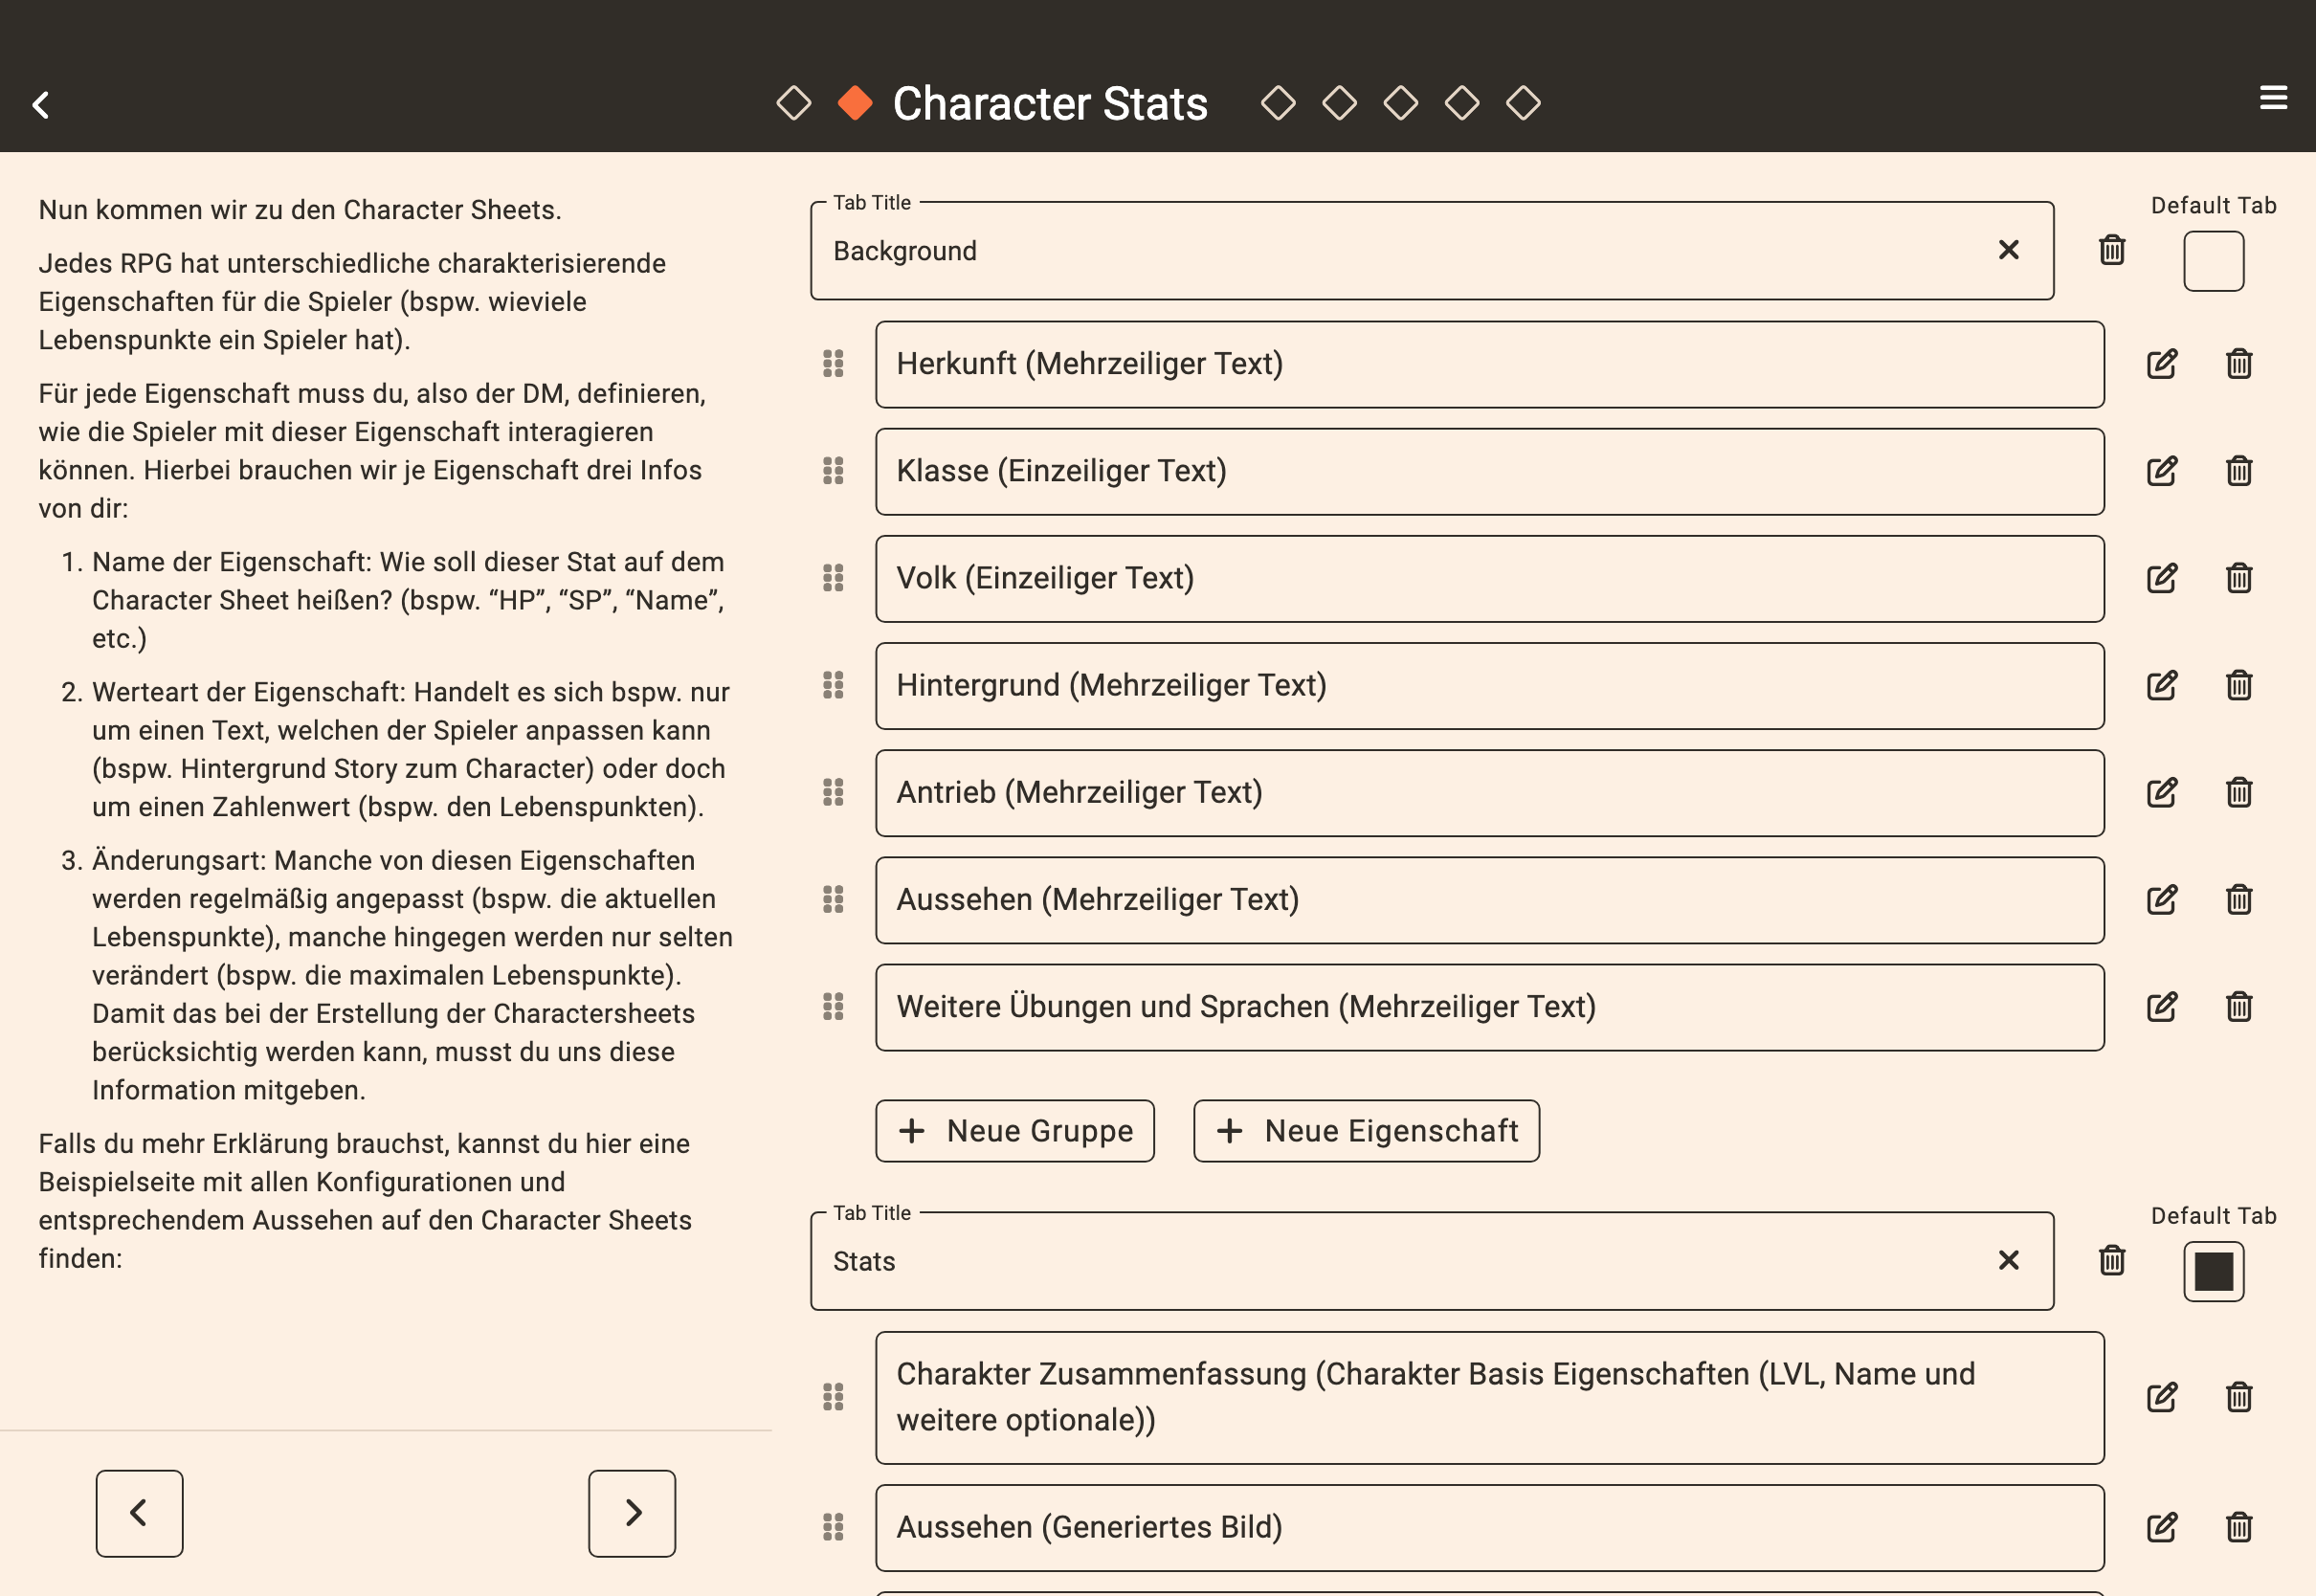 Character Stats
Nun kommen wir zu den Character Sheets.
Jedes RPG hat unterschiedliche charakterisierende
Eigenschaften für die Spieler (bspw. wieviele
Lebenspunkte ein Spieler hat).
Für jede Eigenschaft muss du, also der DM, definieren,
wie die Spieler mit dieser Eigenschaft interagieren
können. Hierbei brauchen wir je Eigenschaft drei Infos
von dir:
1. Name der Eigenschaft: Wie soll dieser Stat auf dem
Character Sheet heißen? (bspw. “HP”, “SP”, “Name”,
etc.)
2. Werteart der Eigenschaft: Handelt es sich bspw. nur
um einen Text, welchen der Spieler anpassen kann
(bspw. Hintergrund Story zum Character) oder doch
um einen Zahlenwert (bspw. den Lebenspunkten).
3. Änderungsart: Manche von diesen Eigenschaften
werden regelmäßig angepasst (bspw. die aktuellen
Lebenspunkte), manche hingegen werden nur selten
verändert (bspw. die maximalen Lebenspunkte).
Damit das bei der Erstellung der Charactersheets
berücksichtig werden kann, musst du uns diese
Information mitgeben.
Falls du mehr Erklärung brauchst, kannst du hier eine
Beispielseite mit allen Konfigurationen und
entsprechendem Aussehen auf den Character Sheets
finden:
Tab Title
Background
Default Tab
Herkunft (Mehrzeiliger Text)
Klasse (Einzeiliger Text)
Volk (Einzeiliger Text)
Hintergrund (Mehrzeiliger Text)
Antrieb (Mehrzeiliger Text)
Aussehen (Mehrzeiliger Text)
Weitere Übungen und Sprachen (Mehrzeiliger Text)
+ Neue Gruppe
+ Neue Eigenschaft
Tab Title
Stats
Default Tab
Charakter Zusammenfassung (Charakter Basis Eigenschaften (LVL, Name und
weitere optionale))
Aussehen (Generiertes Bild)